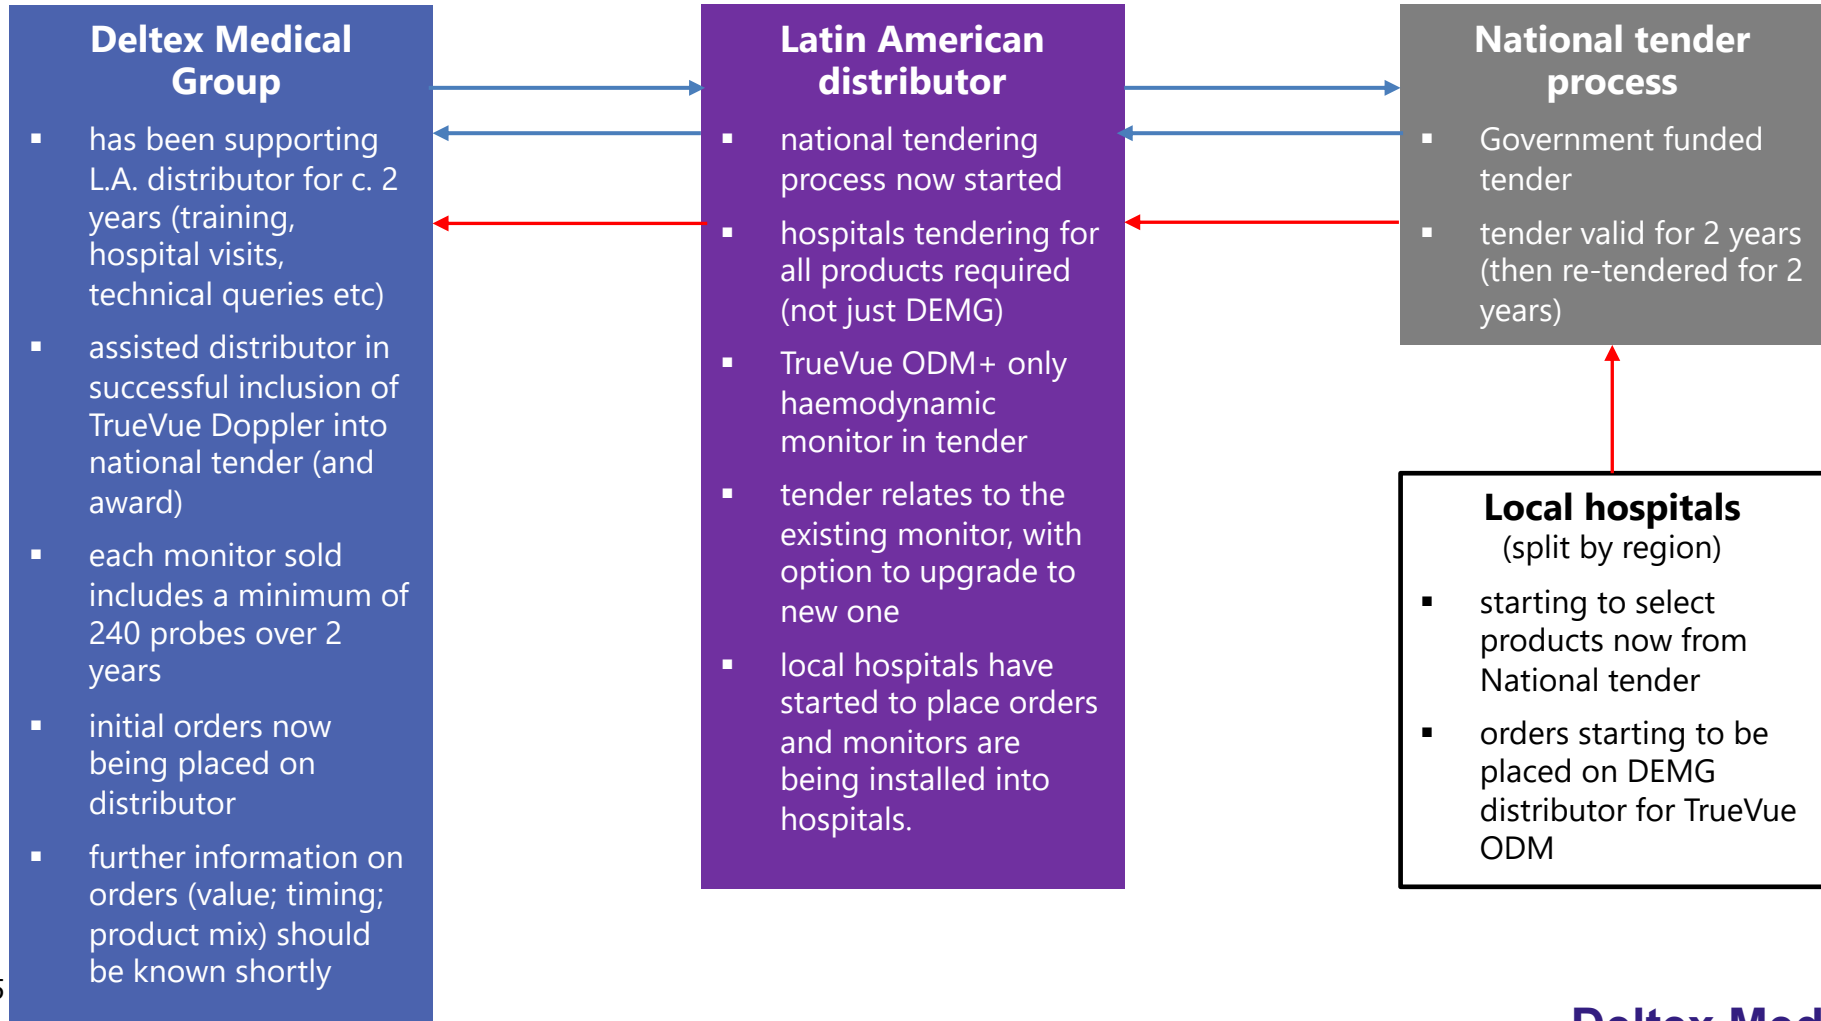 Deltex Medical
Group
▪ has been supporting
L.A. distributor for c. 2
years (training,
hospital visits,
technical queries etc)
▪ assisted distributor in
successful inclusion of
TrueVue Doppler into
national tender (and
award)
▪ each monitor sold
includes a minimum of
240 probes over 2
years
▪ initial orders now
being placed on
distributor
▪ further information on
orders (value; timing;
product mix) should
be known shortly
Latin American
distributor
▪ national tendering
process now started
▪ hospitals tendering for
all products required
(not just DEMG)
▪ TrueVue ODM+ only
haemodynamic
monitor in tender
▪ tender relates to the
existing monitor, with
option to upgrade to
new one
▪ local hospitals have
started to place orders
and monitors are
being installed into
hospitals.
National tender
process
▪ Government funded
tender
▪ tender valid for 2 years
(then re-tendered for 2
years)
Local hospitals
(split by region)
▪ starting to select
products now from
National tender
▪ orders starting to be
placed on DEMG
distributor for TrueVue
ODM